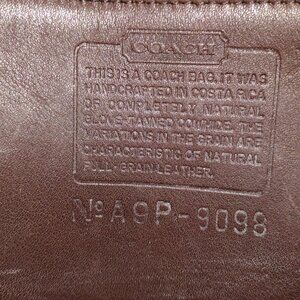 COACH
THIS IS A COACH BAG. IT WAS
HANDCRAFTED IN COSTA RICA
OF COMPLETELY NATURAL
GLOVE-TANNED COWHIDE. THE
VARIATIONS IN THE GRAIN ARE
CHARACTERISTIC OF NATURAL
FULL-GRAIN LEATHER.
No A9P-9098